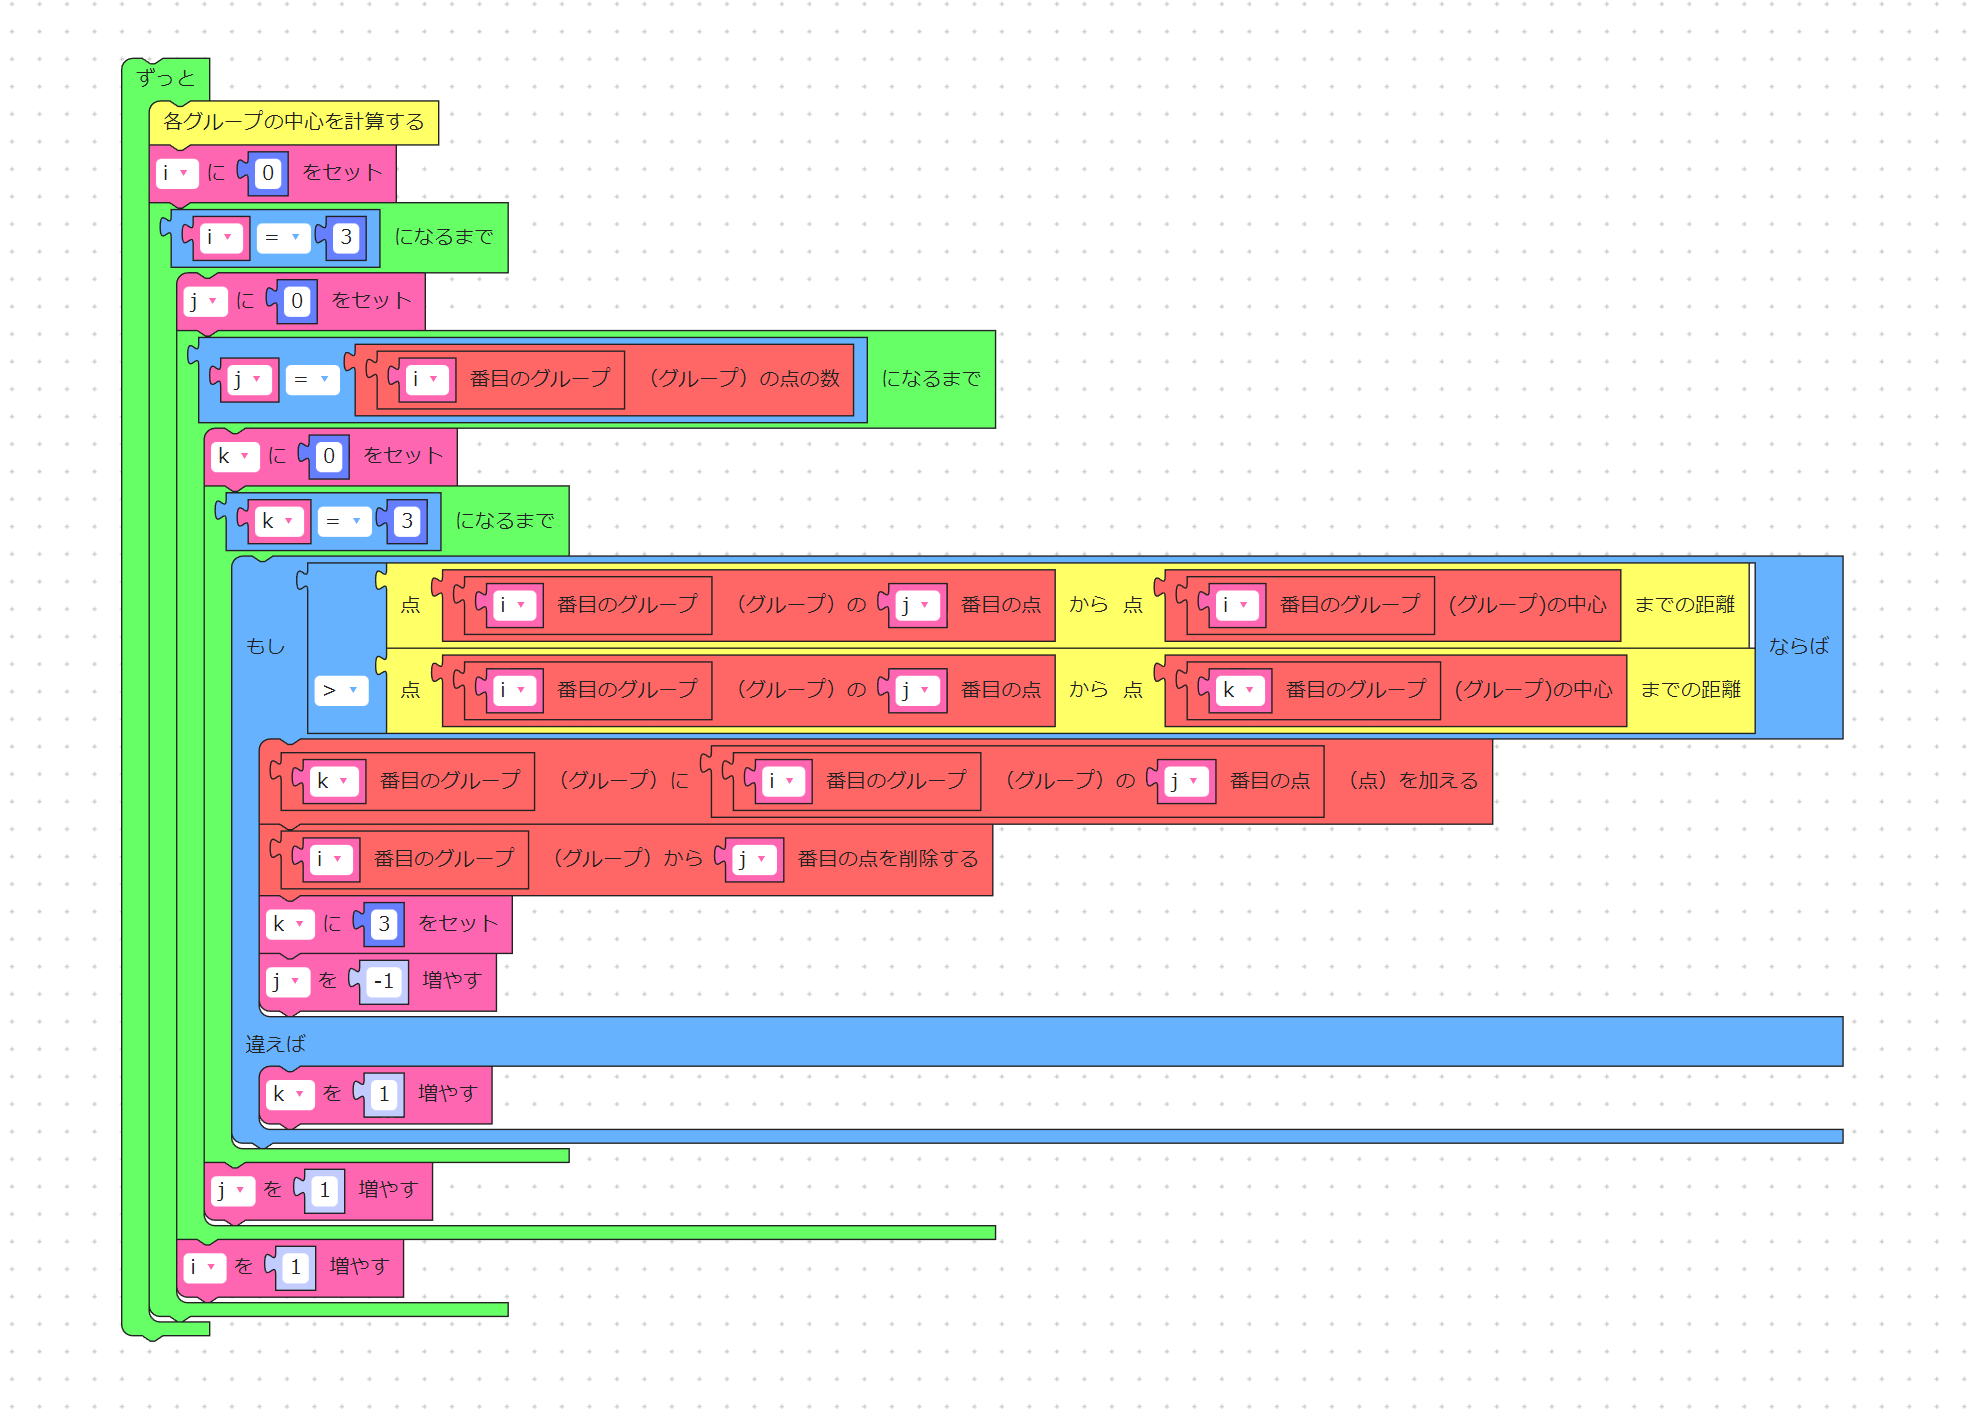 ずっと
各グループの中心を計算する
i に 0 をセット
i = 3 になるまで
j に 0 をセット
j = i 番目のグループ （グループ）の点の数 になるまで
k に 0 をセット
k = 3 になるまで
点 i 番目のグループ （グループ）の j 番目の点 から 点 i 番目のグループ (グループ)の中心 までの距離
もし ならば
> 点 i 番目のグループ （グループ）の j 番目の点 から 点 k 番目のグループ (グループ)の中心 までの距離
k 番目のグループ （グループ）に i 番目のグループ （グループ）の j 番目の点 （点）を加える
i 番目のグループ （グループ）から j 番目の点を削除する
k に 3 をセット
j を -1 増やす
違えば
k を 1 増やす
j を 1 増やす
i を 1 増やす